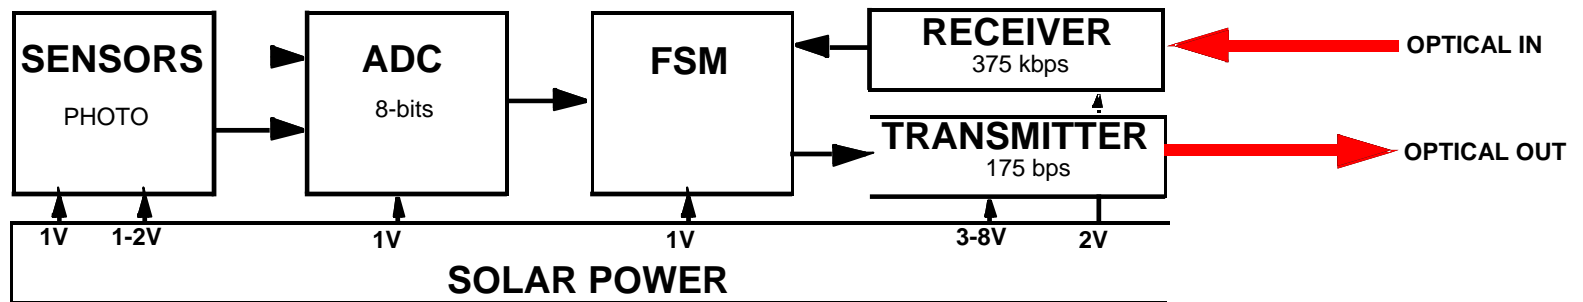 SENSORS
PHOTO
ADC
8-bits
FSM
RECEIVER
375 kbps
OPTICAL IN
TRANSMITTER
175 bps
OPTICAL OUT
1V
1-2V
1V
1V
3-8V
2V
SOLAR POWER